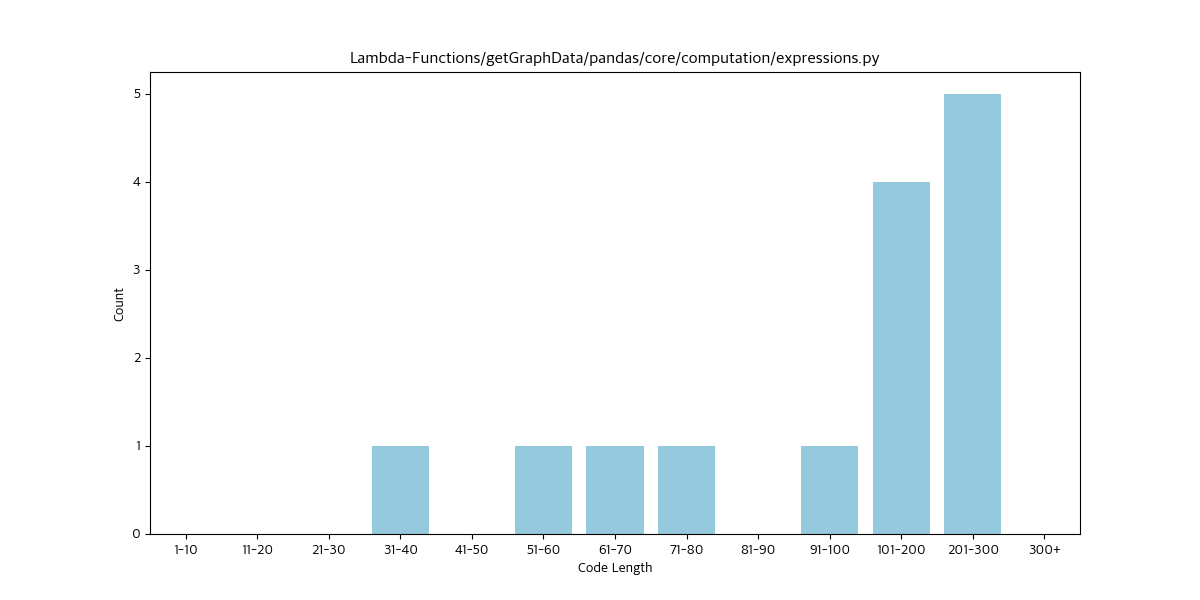 Lambda-Functions/getGraphData/pandas/core/computation/expressions.py
5
4
3
2
1
0
Count
1-10 11-20 21-30 31-40 41-50 51-60 61-70 71-80 81-90 91-100 101-200 201-300 300+
Code Length